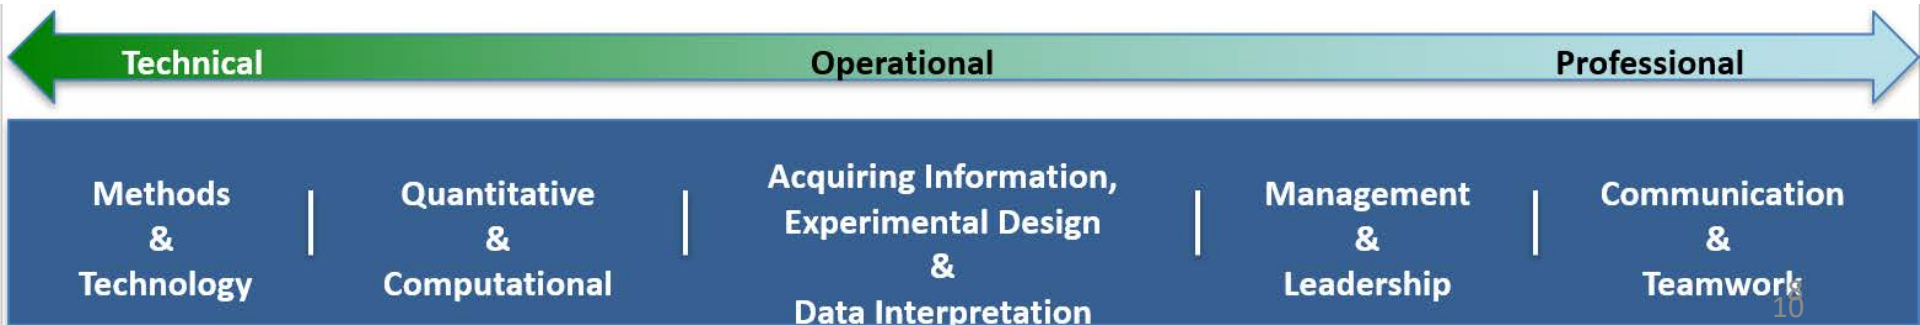 Technical Operational Professional
Methods
&
Technology
Quantitative
&
Computational
Acquiring Information,
Experimental Design
&
Data Interpretation
Management
&
Leadership
Communication
&
Teamwork
10